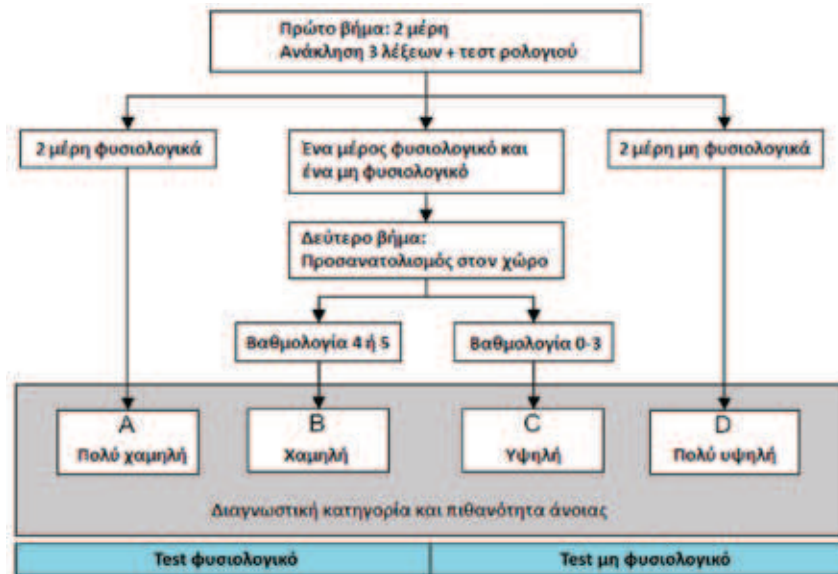 Πρώτο βήμα: 2 μέρη
Ανάκληση 3 λέξεων + τεστ ρολογιού
2 μέρη φυσιολογικά
Ένα μέρος φυσιολογικό και
ένα μη φυσιολογικό
2 μέρη μη φυσιολογικά
Δεύτερο βήμα:
Προσανατολισμός στον χώρο
Βαθμολογία 4 ή 5
Βαθμολογία 0-3
A
Πολύ χαμηλή
B
Χαμηλή
C
Υψηλή
D
Πολύ υψηλή
Διαγνωστική κατηγορία και πιθανότητα άνοιας
Test φυσιολογικό
Test μη φυσιολογικό